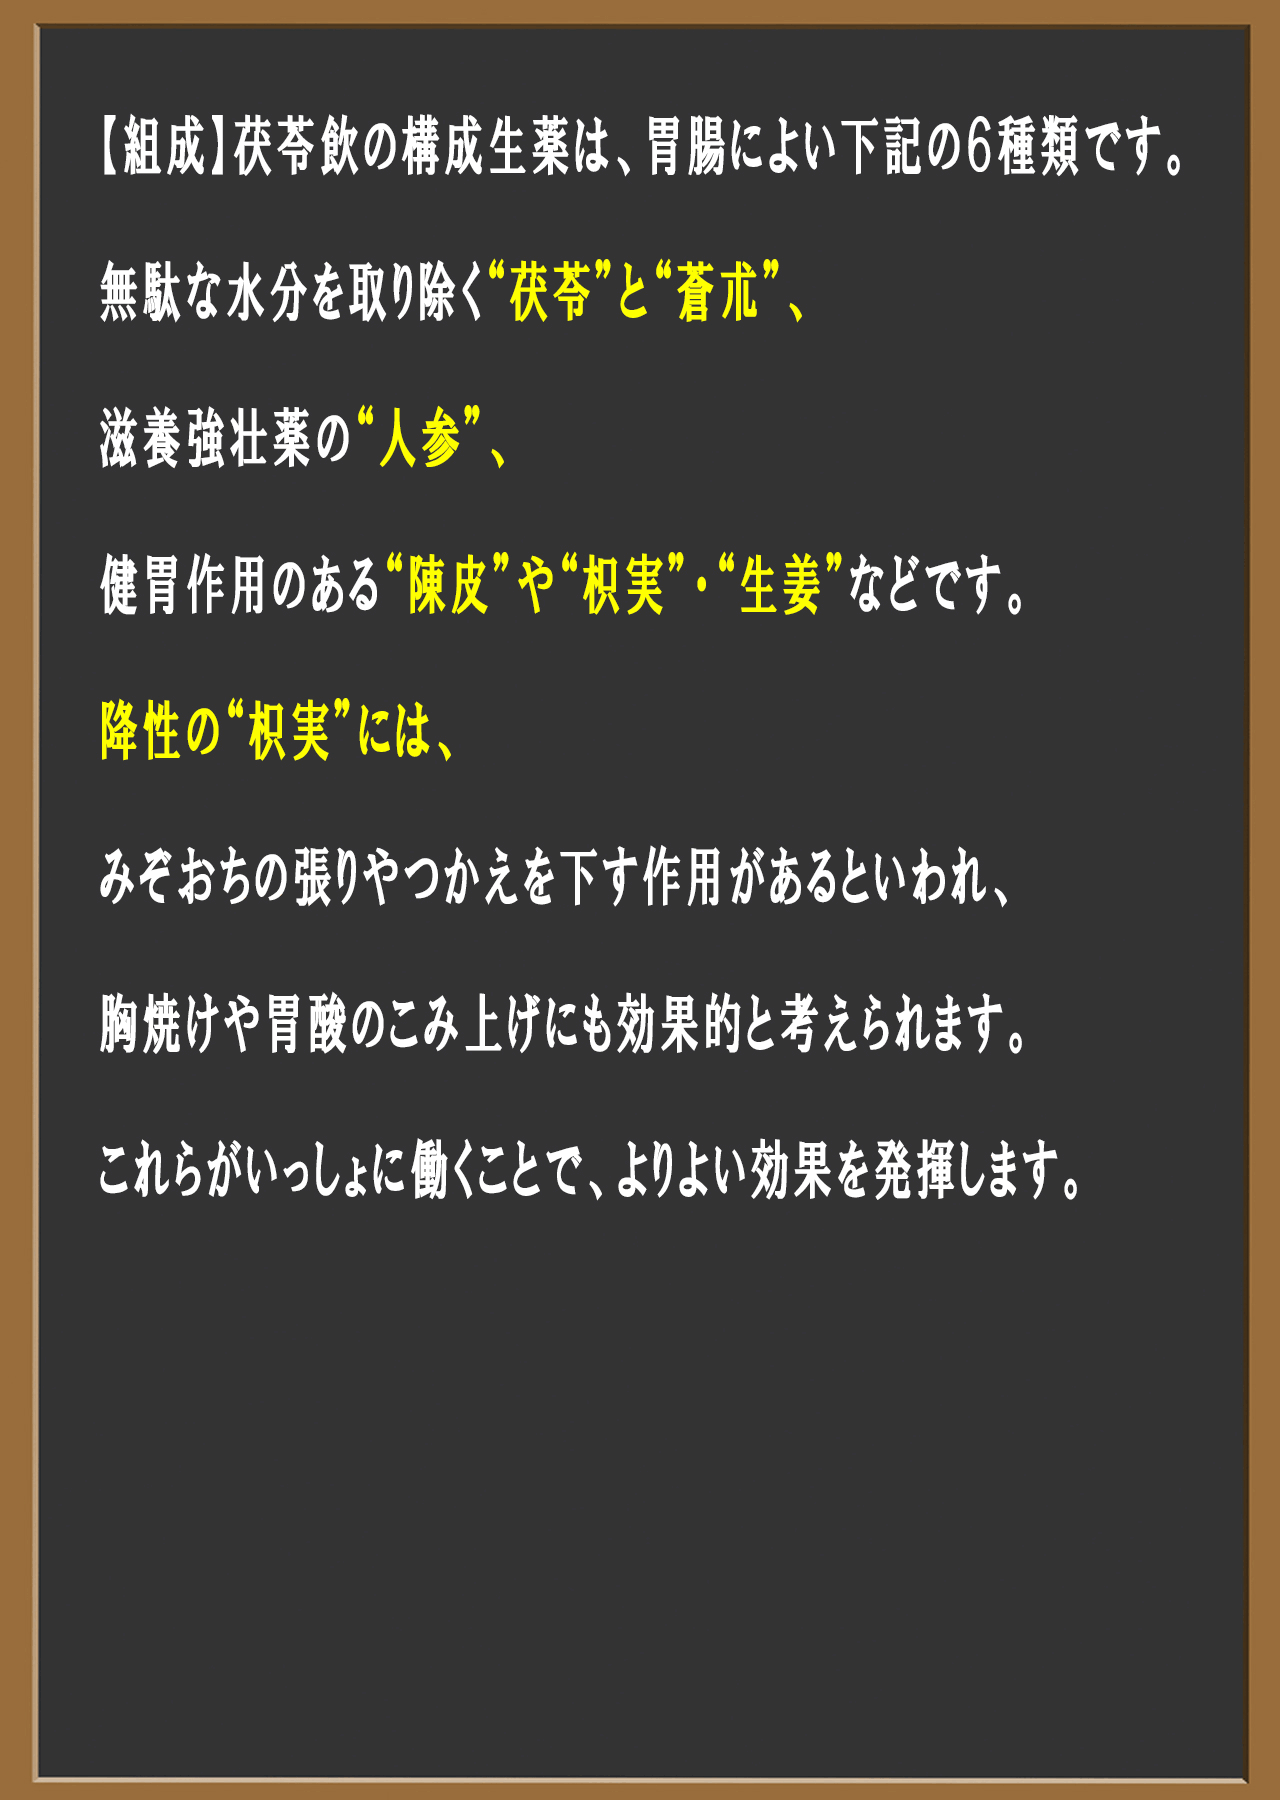 【組成】茯苓飲の構成生薬は、胃腸によい下記の6種類です。
無駄な水分を取り除く“茯苓”と“蒼朮”、
滋養強壮薬の“人参”、
健胃作用のある“陳皮”や“枳実”・“生姜”などです。
降性の“枳実”には、
みぞおちの張りやつかえを下す作用があるといわれ、
胸焼けや胃酸のこみ上げにも効果的と考えられます。
これらがいっしょに働くことで、よりよい効果を発揮します。